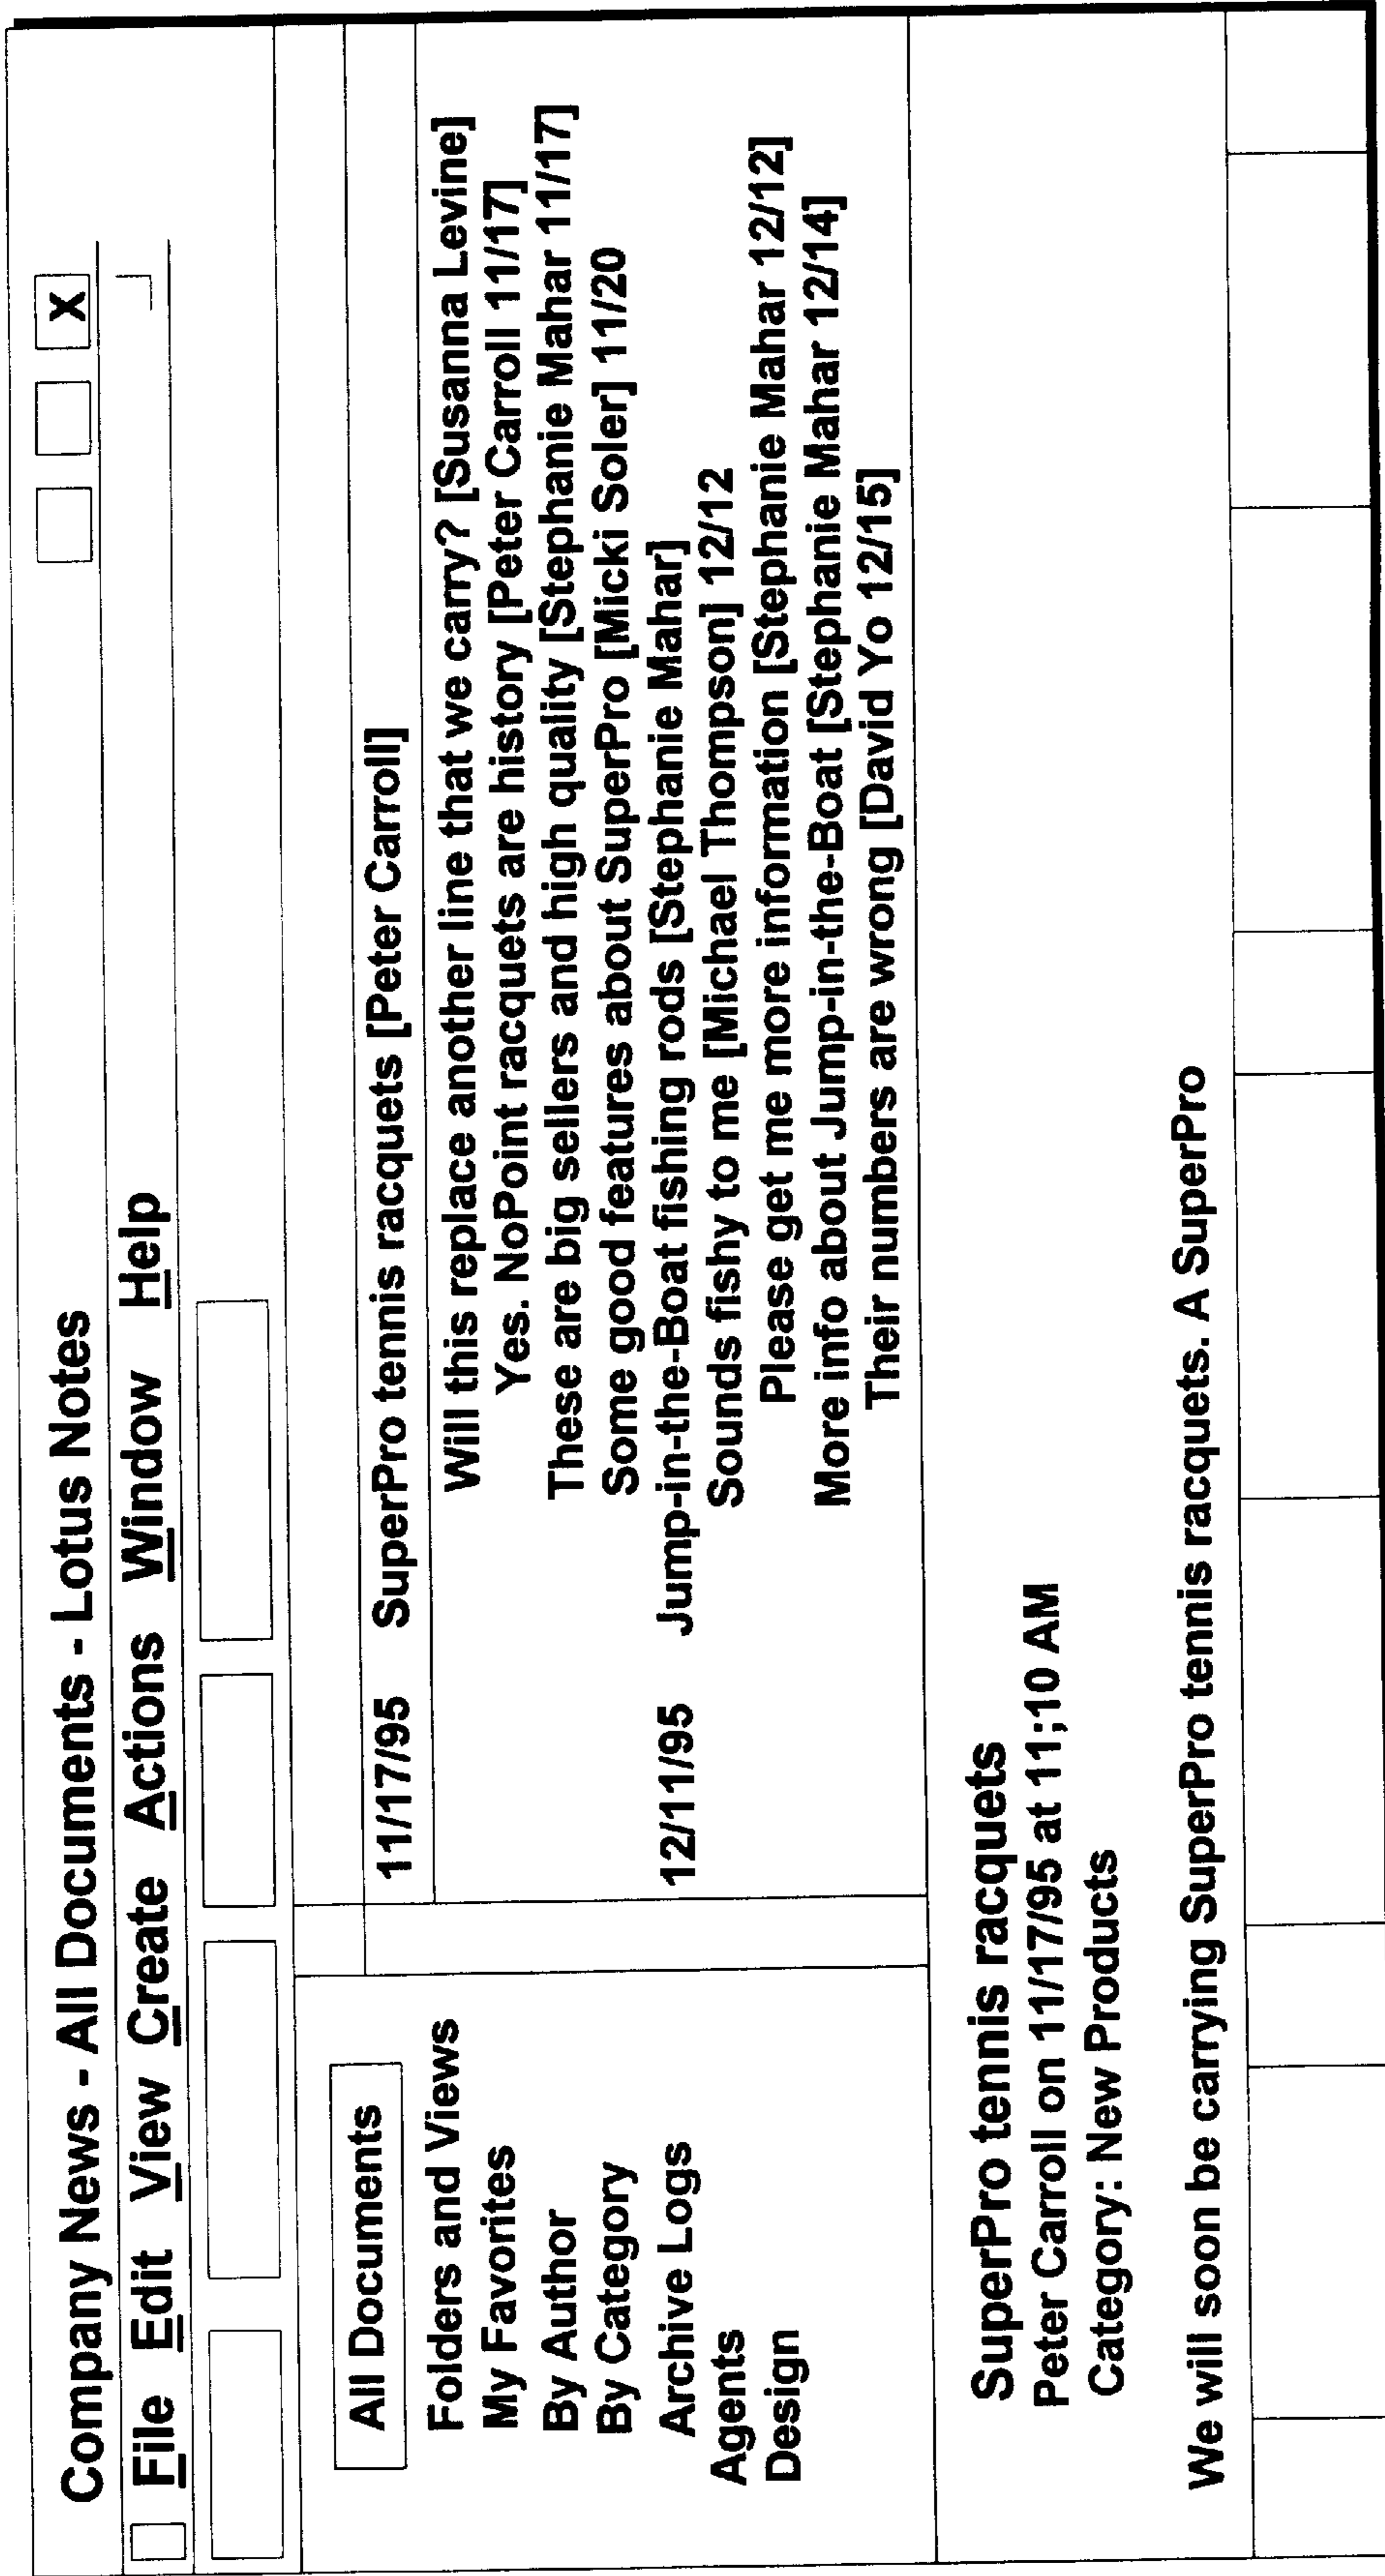 Company News - All Documents - Lotus Notes
X
File Edit View Create Actions Window Help
All Documents
Folders and Views
My Favorites
By Author
By Category
Archive Logs
Agents
Design
11/17/95 SuperPro tennis racquets [Peter Carroll]
Will this replace another line that we carry? [Susanna Levine]
Yes. NoPoint racquets are history [Peter Carroll 11/17]
These are big sellers and high quality [Stephanie Mahar 11/17]
Some good features about SuperPro [Micki Soler] 11/20
12/11/95 Jump-in-the-Boat fishing rods [Stephanie Mahar]
Sounds fishy to me [Michael Thompson] 12/12
Please get me more information [Stephanie Mahar 12/12]
More info about Jump-in-the-Boat [Stephanie Mahar 12/14]
Their numbers are wrong [David Yo 12/15]
SuperPro tennis racquets
Peter Carroll on 11/17/95 at 11;10 AM
Category: New Products
We will soon be carrying SuperPro tennis racquets. A SuperPro